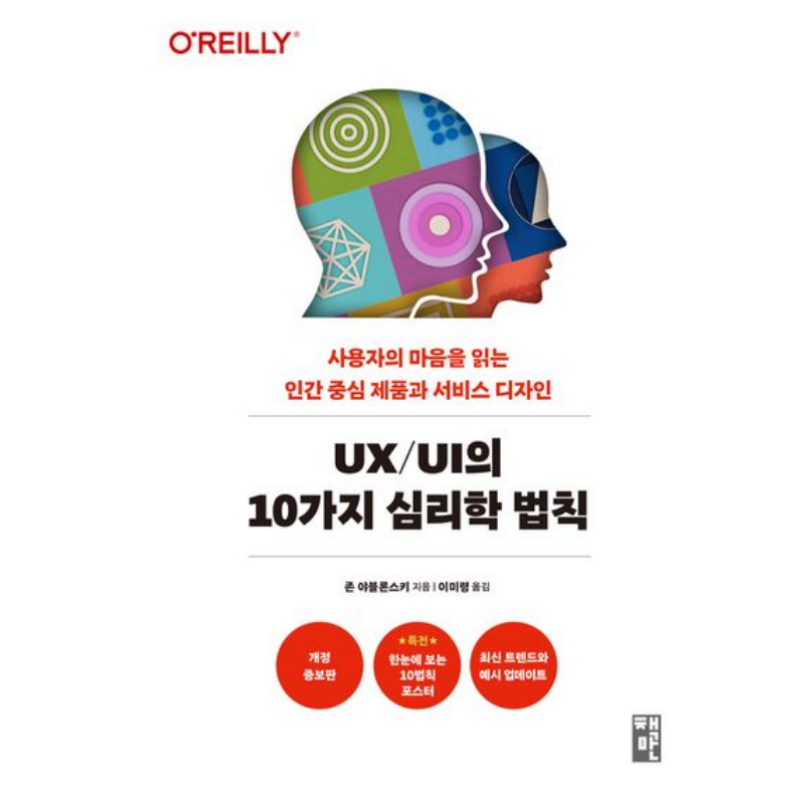 O'REILLY®
사용자의 마음을 읽는
인간 중심 제품과 서비스 디자인
UX/UI의
10가지 심리학 법칙
존 야블론스키 지음 | 이미령 옮김
개정
증보판
★특전★
한눈에 보는
10법칙
포스터
최신 트렌드와
예시 업데이트
책만